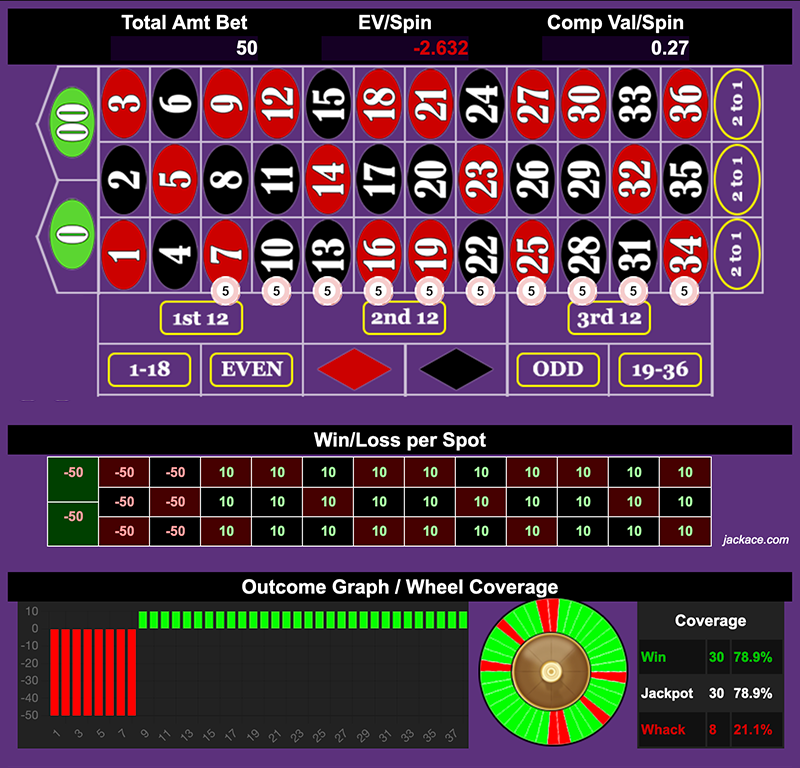 Total Amt Bet EV/Spin Comp Val/Spin
50 -2.632 0.27
00 3 6 9 12 15 18 21 24 27 30 33 36 2 to 1
0 2 5 8 11 14 17 20 23 26 29 32 35 2 to 1
1 4 7 10 13 16 19 22 25 28 31 34 2 to 1
5 5 5 5 5 5 5 5 5 5
1st 12 2nd 12 3rd 12
1-18 EVEN ODD 19-36
Win/Loss per Spot
-50 -50 -50 10 10 10 10 10 10 10 10 10 10
-50 -50 10 10 10 10 10 10 10 10 10 10
-50 -50 -50 10 10 10 10 10 10 10 10 10 10
jackace.com
Outcome Graph / Wheel Coverage
10
0
-10
-20
-30
-40
-50
1 3 5 7 9 11 13 15 17 19 21 23 25 27 29 31 33 35 37
Coverage
Win 30 78.9%
Jackpot 30 78.9%
Whack 8 21.1%